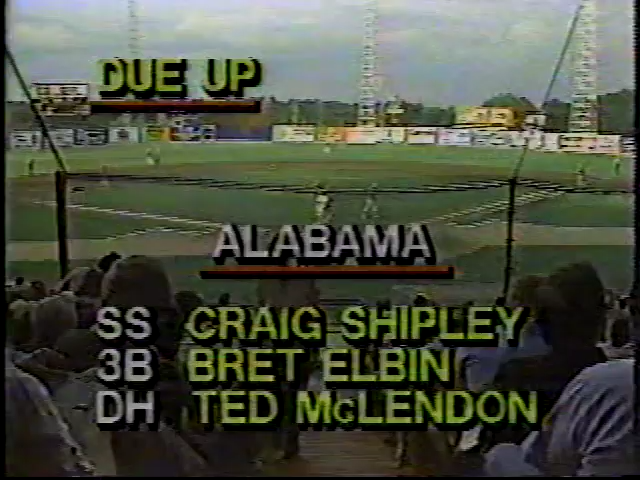 DUE UP
ALABAMA
SS CRAIG SHIPLEY
3B BRET ELBIN
DH TED McLENDON